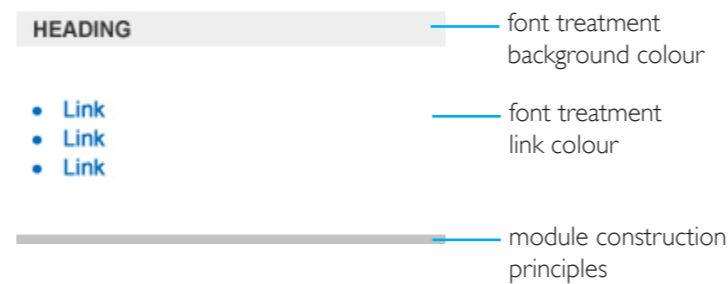 HEADING
font treatment
background colour
• Link
• Link
• Link
font treatment
link colour
module construction
principles